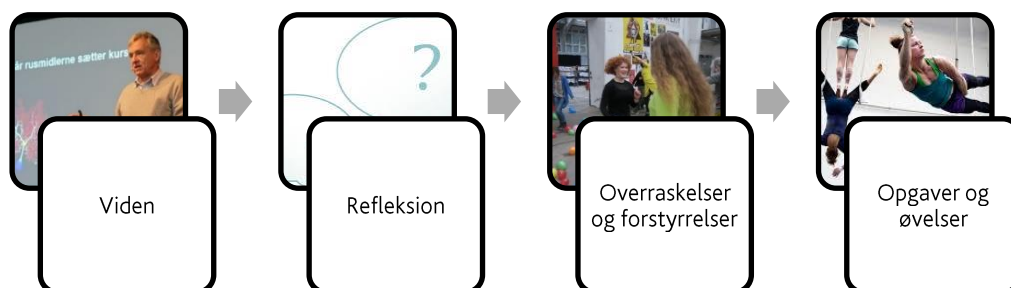 år rusmidlerne sætter kurs
?
Viden
Refleksion
Overraskelser
og forstyrrelser
Opgaver og
øvelser